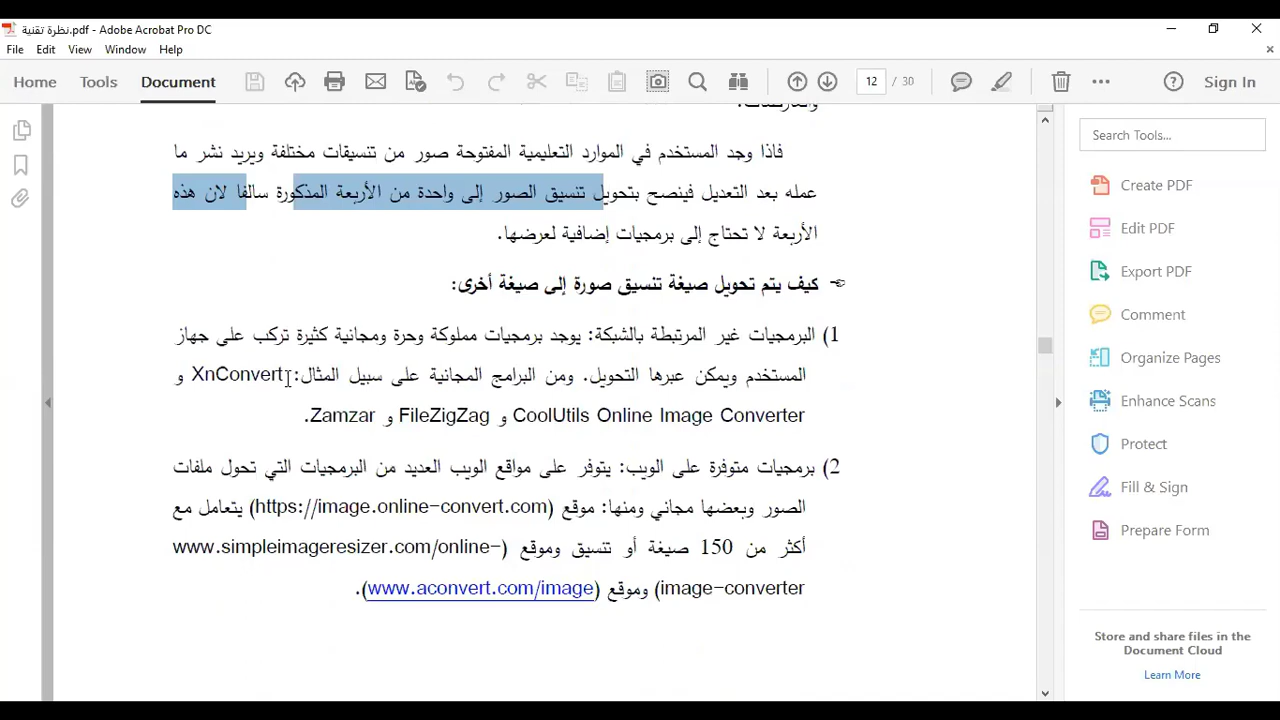 نظرة تقنية.pdf - Adobe Acrobat Pro DC
File Edit View Window Help
Home Tools Document 12 / 30 Sign In
فاذا وجد المستخدم في الموارد التعليمية المفتوحة صور من تنسيقات مختلفة ويريد نشر ما
عمله بعد التعديل فينصح بتحويل تنسيق الصور إلى واحدة من الأربعة المذكورة سالفا لان هذه
الأربعة لا تحتاج إلى برمجيات إضافية لعرضها.
كيف يتم تحويل صيغة تنسيق صورة إلى صيغة أخرى:
1) البرمجيات غير المرتبطة بالشبكة: يوجد برمجيات مملوكة وحرة ومجانية كثيرة تركب على جهاز
المستخدم ويمكن عبرها التحويل. ومن البرامج المجانية على سبيل المثال: XnConvert و
CoolUtils Online Image Converter و FileZigZag و Zamzar.
2) برمجيات متوفرة على الويب: يتوفر على مواقع الويب العديد من البرمجيات التي تحول ملفات
الصور وبعضها مجاني ومنها: موقع (https://image.online-convert.com) يتعامل مع
أكثر من 150 صيغة أو تنسيق وموقع (www.simpleimageresizer.com/online-
image-converter) وموقع (www.aconvert.com/image).
Search Tools...
Create PDF
Edit PDF
Export PDF
Comment
Organize Pages
Enhance Scans
Protect
Fill & Sign
Prepare Form
Store and share files in the
Document Cloud
Learn More